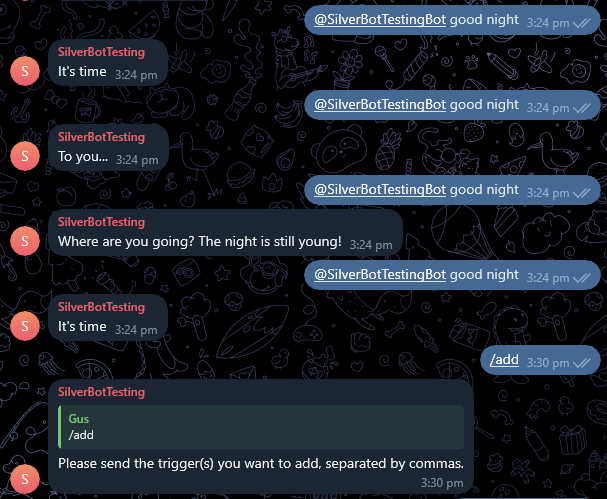 @SilverBotTestingBot good night 3:24 pm
SilverBotTesting
S It's time 3:24 pm
@SilverBotTestingBot good night 3:24 pm
SilverBotTesting
S To you... 3:24 pm
@SilverBotTestingBot good night 3:24 pm
SilverBotTesting
S Where are you going? The night is still young! 3:24 pm
@SilverBotTestingBot good night 3:24 pm
SilverBotTesting
S It's time 3:24 pm
/add 3:30 pm
SilverBotTesting
Gus
/add
Please send the trigger(s) you want to add, separated by commas.
S 3:30 pm